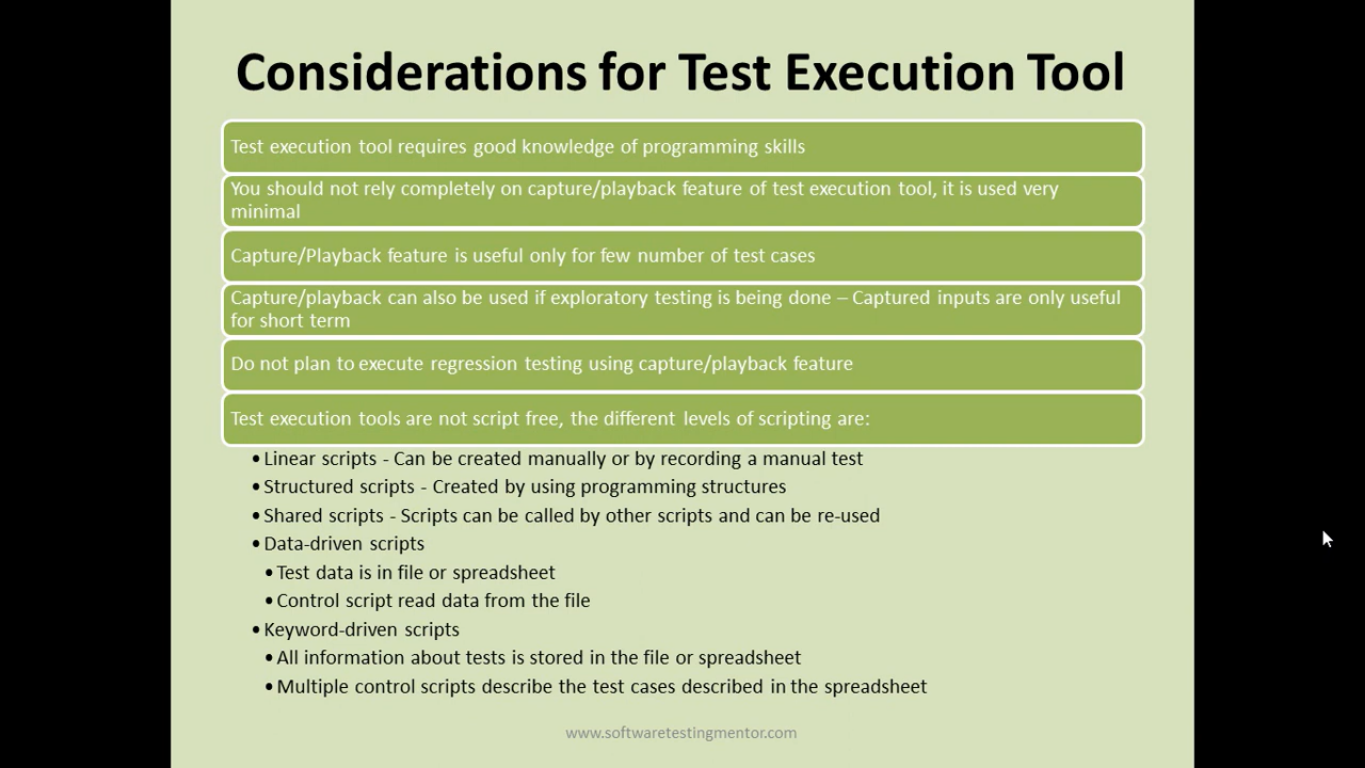 Considerations for Test Execution Tool
Test execution tool requires good knowledge of programming skills
You should not rely completely on capture/playback feature of test execution tool, it is used very
minimal
Capture/Playback feature is useful only for few number of test cases
Capture/playback can also be used if exploratory testing is being done – Captured inputs are only useful
for short term
Do not plan to execute regression testing using capture/playback feature
Test execution tools are not script free, the different levels of scripting are:
•Linear scripts - Can be created manually or by recording a manual test
•Structured scripts - Created by using programming structures
•Shared scripts - Scripts can be called by other scripts and can be re-used
•Data-driven scripts
•Test data is in file or spreadsheet
•Control script read data from the file
•Keyword-driven scripts
•All information about tests is stored in the file or spreadsheet
•Multiple control scripts describe the test cases described in the spreadsheet
www.softwaretestingmentor.com